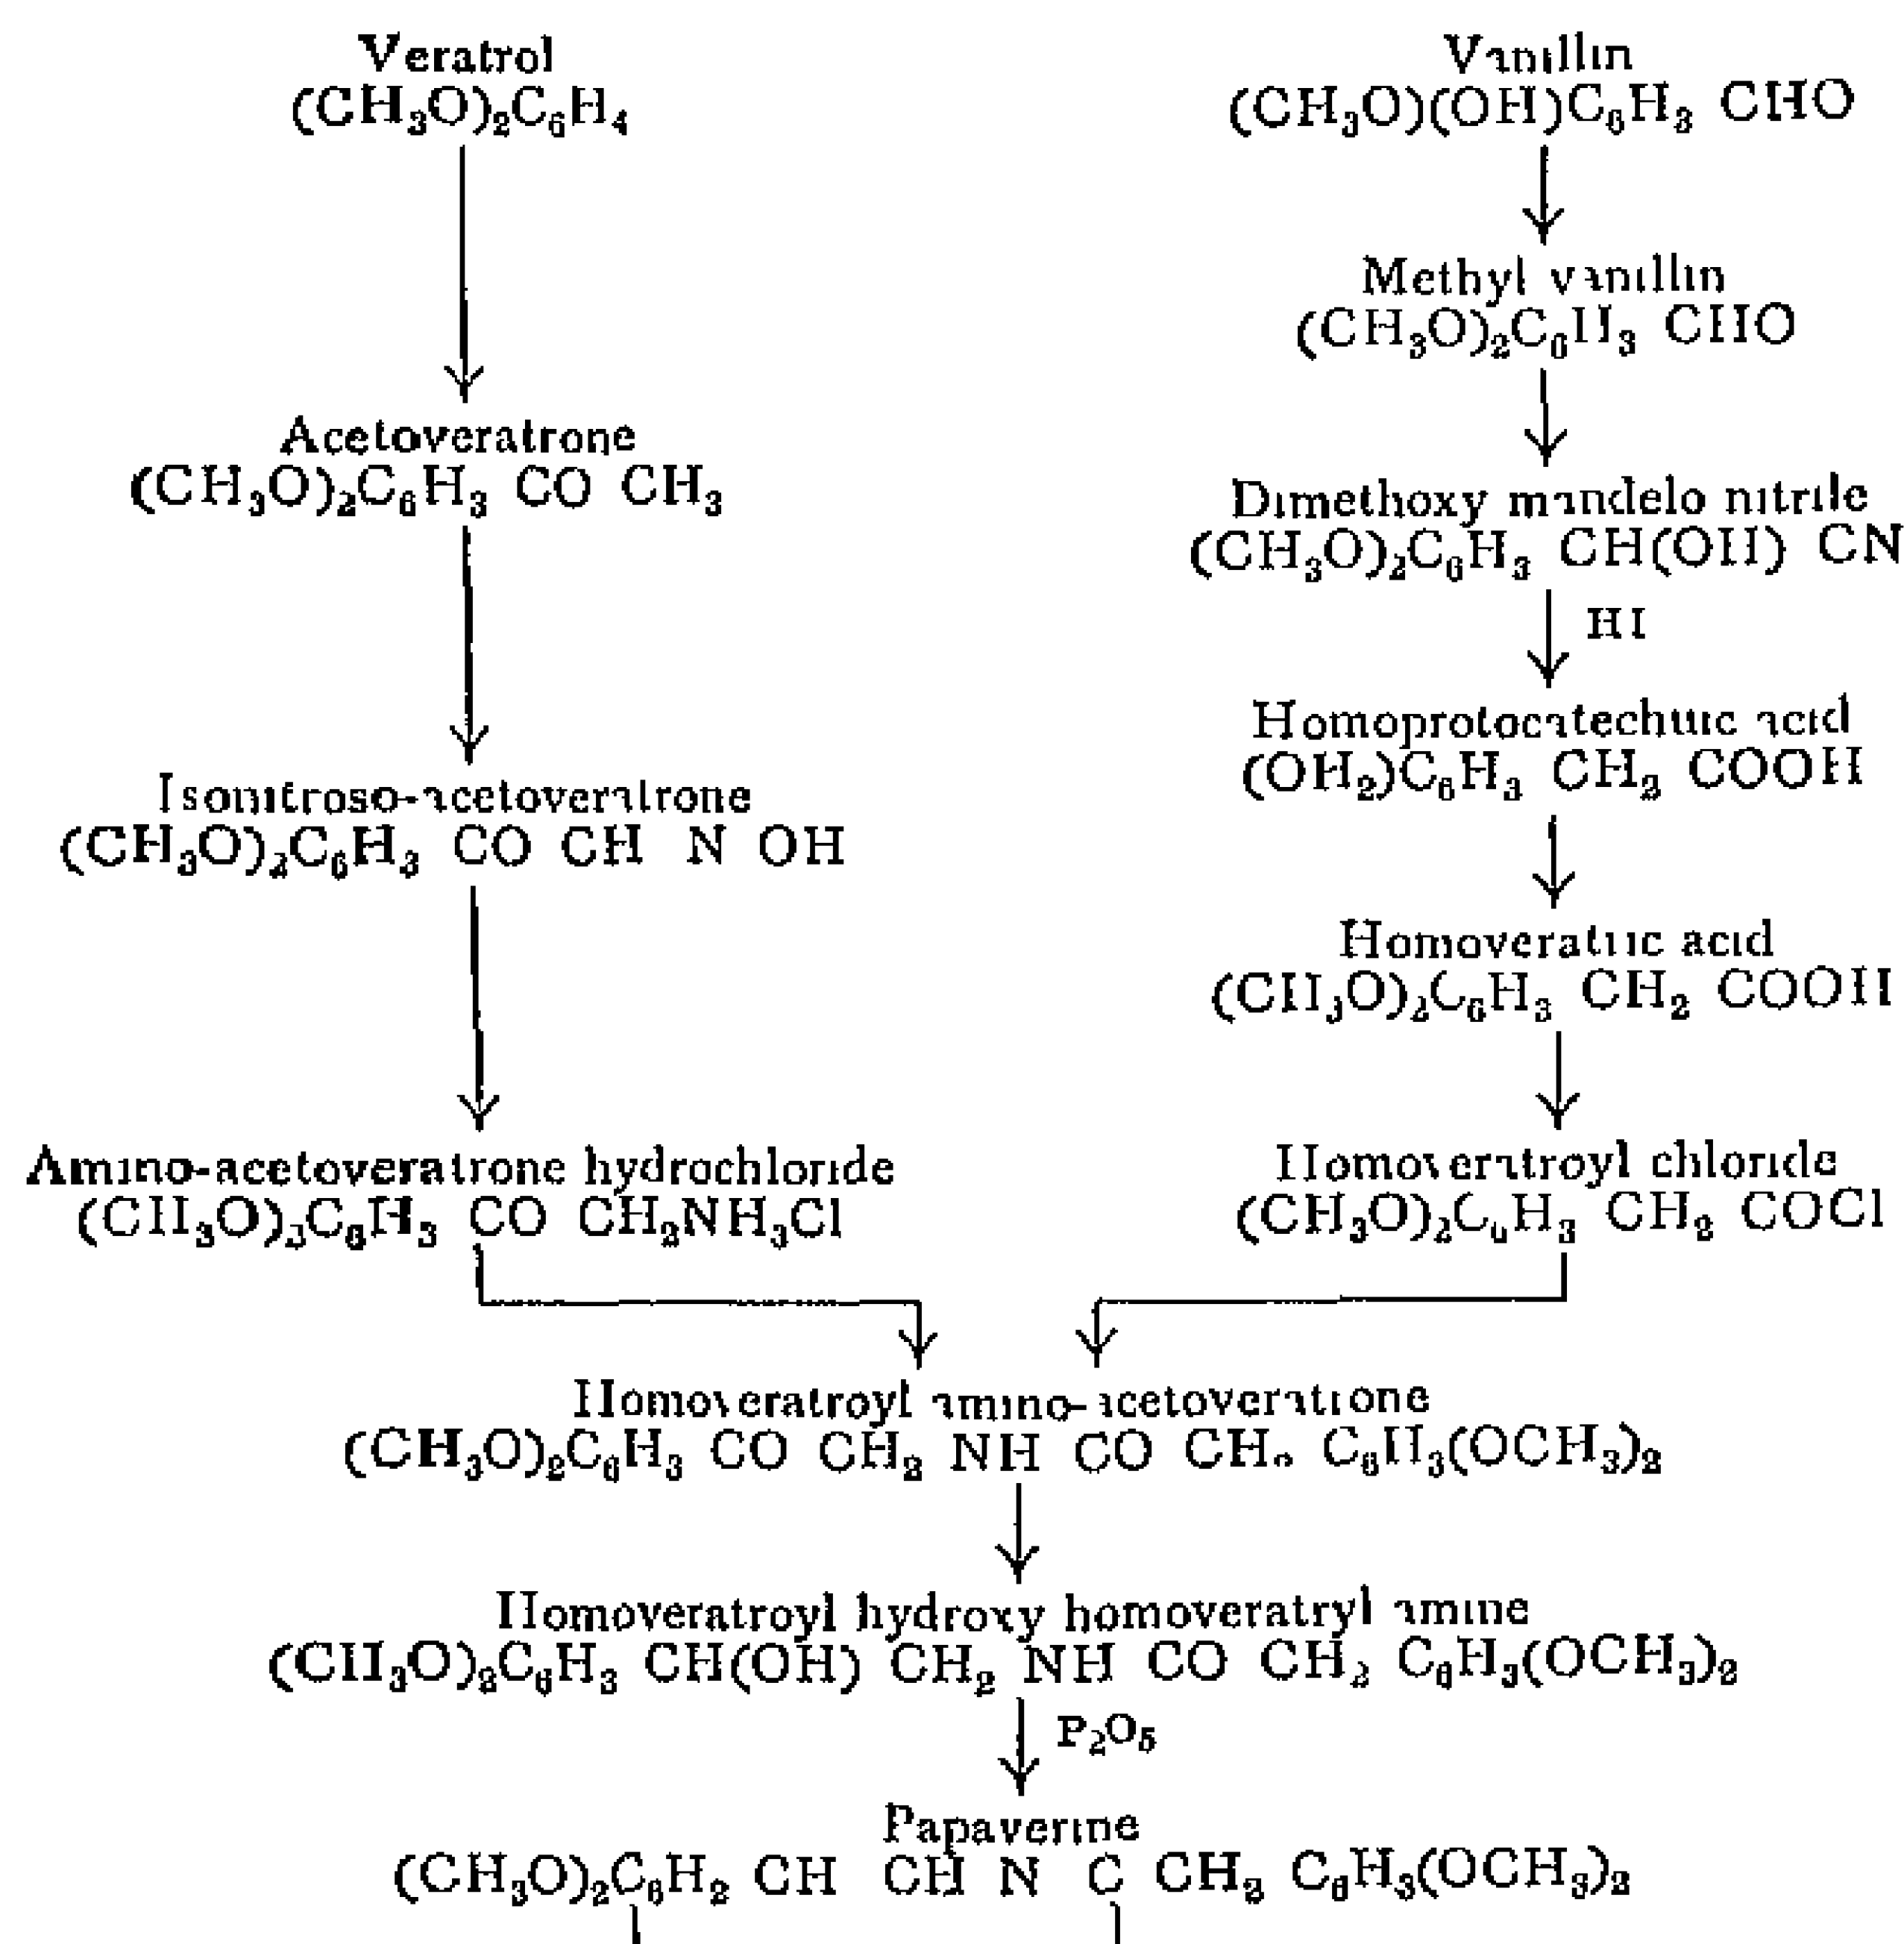 Veratrol
(CH₃O)₂C₆H₄
Acetoveratrone
(CH₃O)₂C₆H₃ CO CH₃
Isonitroso-acetoveratrone
(CH₃O)₂C₆H₃ CO CH N OH
Amino-acetoveratrone hydrochloride
(CH₃O)₂C₆H₃ CO CH₂NH₃Cl
Vanillin
(CH₃O)(OH)C₆H₃ CHO
Methyl vanillin
(CH₃O)₂C₆H₃ CHO
Dimethoxy mandelo nitrile
(CH₃O)₂C₆H₃ CH(OH) CN
HI
Homoprotocatechuic acid
(OH₂)C₆H₃ CH₂ COOH
Homoveratric acid
(CH₃O)₂C₆H₃ CH₂ COOH
Homoveratroyl chloride
(CH₃O)₂C₆H₃ CH₂ COCl
Homoveratroyl amino-acetoveratrone
(CH₃O)₂C₆H₃ CO CH₂ NH CO CH₂ C₆H₃(OCH₃)₂
Homoveratroyl hydroxy homoveratryl amine
(CH₃O)₂C₆H₃ CH(OH) CH₂ NH CO CH₂ C₆H₃(OCH₃)₂
P₂O₅
Papaverine
(CH₃O)₂C₆H₂ CH CH N C CH₂ C₆H₃(OCH₃)₂